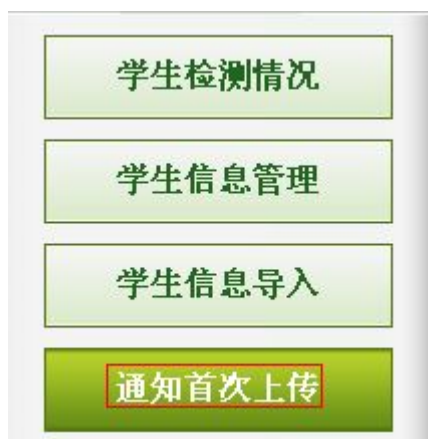 学生检测情况
学生信息管理
学生信息导入
通知首次上传